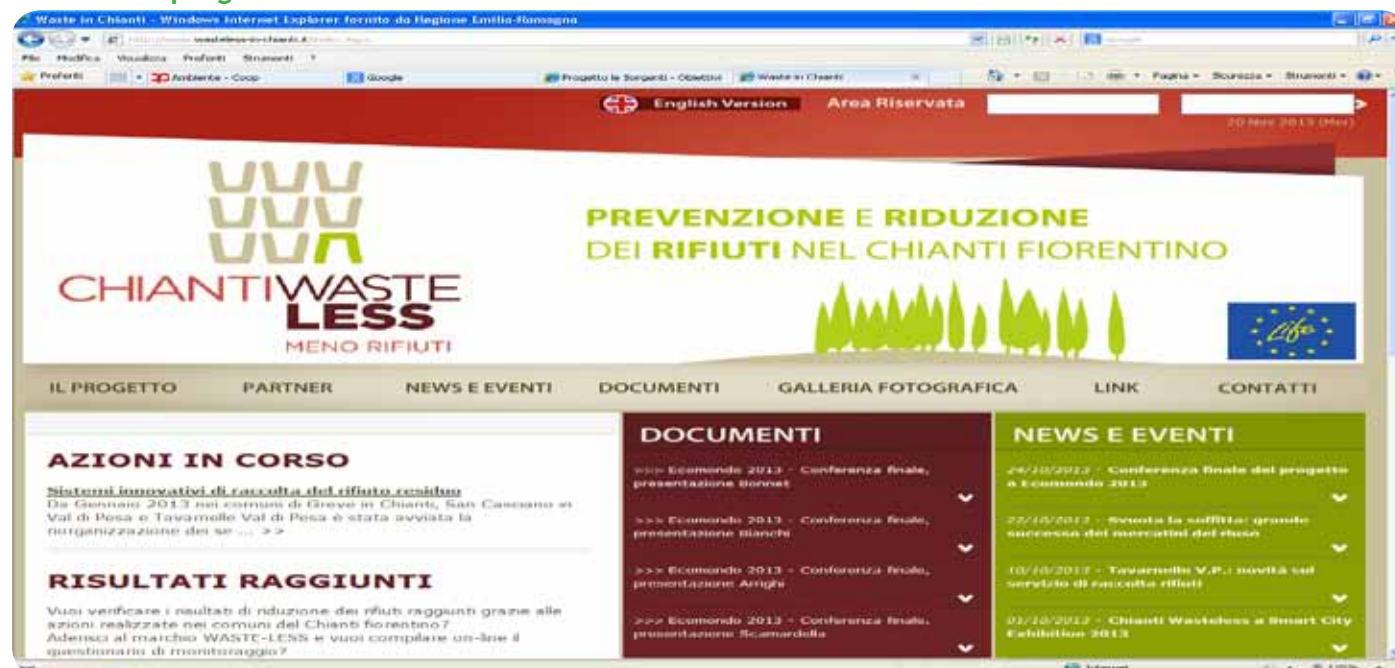 Waste in Chianti - Windows Internet Explorer fornito da Regione Emilia-Romagna
File Modifica Visualizza Preferiti Strumenti ?
Preferiti Ambiente - Coop Google Progetto le Sorgenti - Obiettivi Waste in Chianti Pagina Sicurezza Strumenti
English Version Area Riservata
20 Nov 2013 (Mer)
CHIANTIWASTE
LESS
MENO RIFIUTI
PREVENZIONE E RIDUZIONE
DEI RIFIUTI NEL CHIANTI FIORENTINO
life
IL PROGETTO PARTNER NEWS E EVENTI DOCUMENTI GALLERIA FOTOGRAFICA LINK CONTATTI
AZIONI IN CORSO
Sistemi innovativi di raccolta del rifiuto residuo
Da Gennaio 2013 nei comuni di Greve in Chianti, San Casciano in
Val di Pesa e Tavarnelle Val di Pesa è stata avviata la
riorganizzazione dei se ... >>
RISULTATI RAGGIUNTI
Vuoi verificare i risultati di riduzione dei rifiuti raggiunti grazie alle
azioni realizzate nei comuni del Chianti fiorentino?
Aderisci al marchio WASTE-LESS e vuoi compilare on-line il
questionario di monitoraggio?
DOCUMENTI
>>> Ecomondo 2013 - Conferenza finale,
presentazione Bonnet
>>> Ecomondo 2013 - Conferenza finale,
presentazione Bianchi
>>> Ecomondo 2013 - Conferenza finale,
presentazione Arrighi
>>> Ecomondo 2013 - Conferenza finale,
presentazione Scamardella
NEWS E EVENTI
24/10/2013 - Conferenza finale del progetto
a Ecomondo 2013
22/10/2013 - Svuota la soffitta: grande
successo dei mercatini del riuso
10/10/2013 - Tavarnelle V.P.: novità sul
servizio di raccolta rifiuti
01/10/2013 - Chianti Wasteless a Smart City
Exhibition 2013
Internet